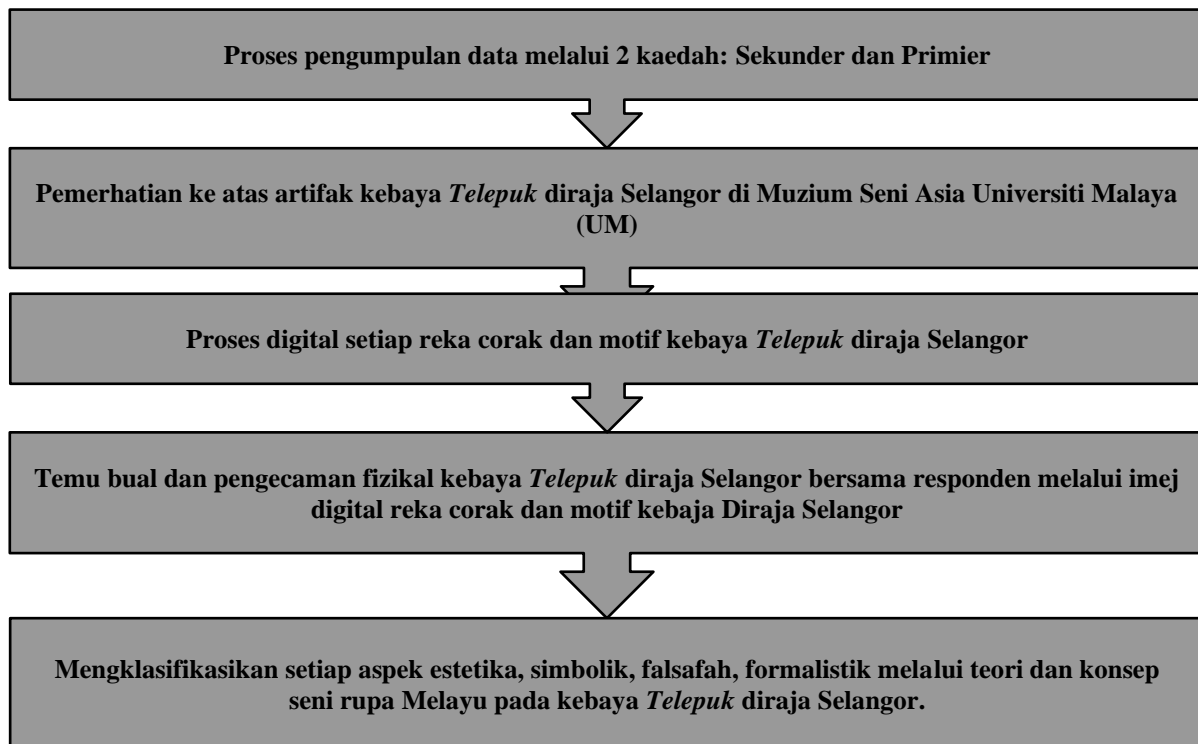 Proses pengumpulan data melalui 2 kaedah: Sekunder dan Primier
Pemerhatian ke atas artifak kebaya Telepuk diraja Selangor di Muzium Seni Asia Universiti Malaya
(UM)
Proses digital setiap reka corak dan motif kebaya Telepuk diraja Selangor
Temu bual dan pengecaman fizikal kebaya Telepuk diraja Selangor bersama responden melalui imej
digital reka corak dan motif kebaja Diraja Selangor
Mengklasifikasikan setiap aspek estetika, simbolik, falsafah, formalistik melalui teori dan konsep
seni rupa Melayu pada kebaya Telepuk diraja Selangor.